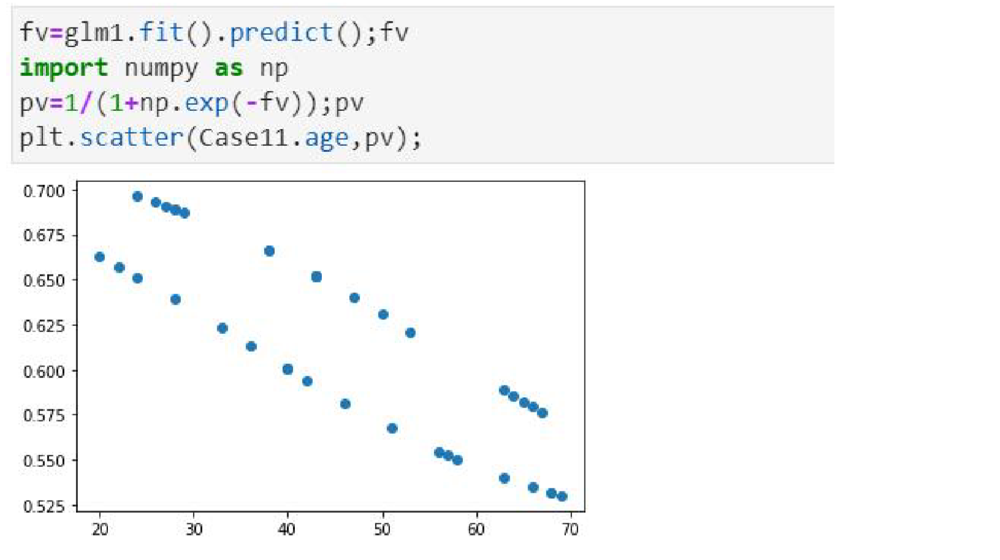 fv=glm1.fit().predict();fv
import numpy as np
pv=1/(1+np.exp(-fv));pv
plt.scatter(Case11.age,pv);
0.700
0.675
0.650
0.625
0.600
0.575
0.550
0.525
20 30 40 50 60 70